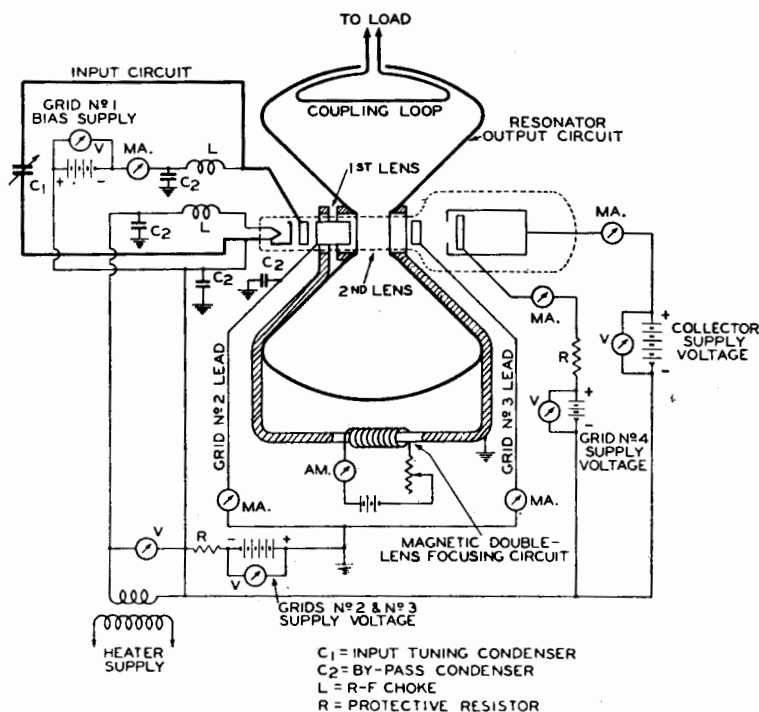 TO LOAD
INPUT CIRCUIT
COUPLING LOOP
GRID Nº1
BIAS SUPPLY
RESONATOR
OUTPUT CIRCUIT
V
MA.
L
+
-
C₁
C₂
1ST LENS
L
C₂
MA.
C₂
C₂
2ND LENS
MA.
+
V
COLLECTOR
SUPPLY
VOLTAGE
-
R
GRID Nº2 LEAD
GRID Nº3 LEAD
+
V
-
GRID Nº4
SUPPLY
VOLTAGE
AM.
MA.
MA.
MAGNETIC DOUBLE-
LENS FOCUSING CIRCUIT
V
R
-
+
V
GRIDS Nº2 & Nº3
SUPPLY VOLTAGE
HEATER
SUPPLY
C₁ = INPUT TUNING CONDENSER
C₂ = BY-PASS CONDENSER
L = R-F CHOKE
R = PROTECTIVE RESISTOR